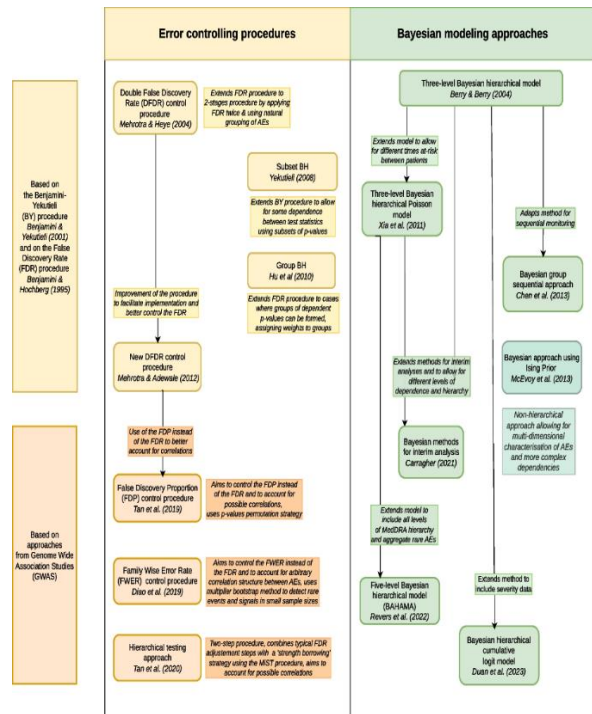 Error controlling procedures
Bayesian modeling approaches
Based on
the Benjamini-
Yekutieli
(BY) procedure
Benjamini &
Yekutieli (2001)
and on the False
Discovery Rate
(FDR) procedure
Benjamini &
Hochberg (1995)
Double False Discovery
Rate (DFDR) control
procedure
Mehrotra & Heye (2004)
Extends FDR procedure to
2-stages procedure by applying
FDR twice & using natural
grouping of AEs
Subset BH
Yekutieli (2008)
Extends BY procedure to allow
for some dependence
between test statistics
using subsets of p-values
Group BH
Hu et al (2010)
Extends FDR procedure to cases
where groups of dependent
p-values can be formed,
assigning weights to groups
Improvement of the procedure
to facilitate implementation and
better control the FDR
New DFDR control
procedure
Mehrotra & Adewale (2012)
Based on
approaches
from Genome Wide
Association Studies
(GWAS)
Use of the FDP instead
of the FDR to better
account for correlations
False Discovery Proportion
(FDP) control procedure
Tan et al. (2019)
Aims to control the FDP instead
of the FDR and to account for
possible correlations,
uses p-values permutation strategy
Family Wise Error Rate
(FWER) control procedure
Diao et al. (2019)
Aims to control the FWER instead of
the FDR and to account for arbitrary
correlation structure between AEs, uses
multiplier bootstrap method to detect rare
events and signals in small sample sizes
Hierarchical testing
approach
Tan et al. (2020)
Two-step procedure, combines typical FDR
adjustement steps with a 'strength borrowing'
strategy using the MiST procedure, aims to
account for possible correlations
Three-level Bayesian hierarchical model
Berry & Berry (2004)
Extends model to allow
for different times at-risk
between patients
Three-level Bayesian
hierarchical Poisson
model
Xia et al. (2011)
Adapts method for
sequential monitoring
Bayesian group
sequential approach
Chen et al. (2013)
Bayesian approach using
Ising Prior
McEvoy et al. (2013)
Non-hierarchical
approach allowing for
multi-dimensional
characterisation of AEs
and more complex
dependencies
Extends methods for interim
analyses and to allow for
different levels of
dependence and hierarchy
Bayesian methods
for interim analysis
Carragher (2021)
Extends model to
include all levels
of MedDRA hierarchy
and aggregate rare AEs
Five-level Bayesian
hierarchical model
(BAHAMA)
Revers et al. (2022)
Extends method to
include severity data
Bayesian hierarchical
cumulative
logit model
Duan et al. (2023)